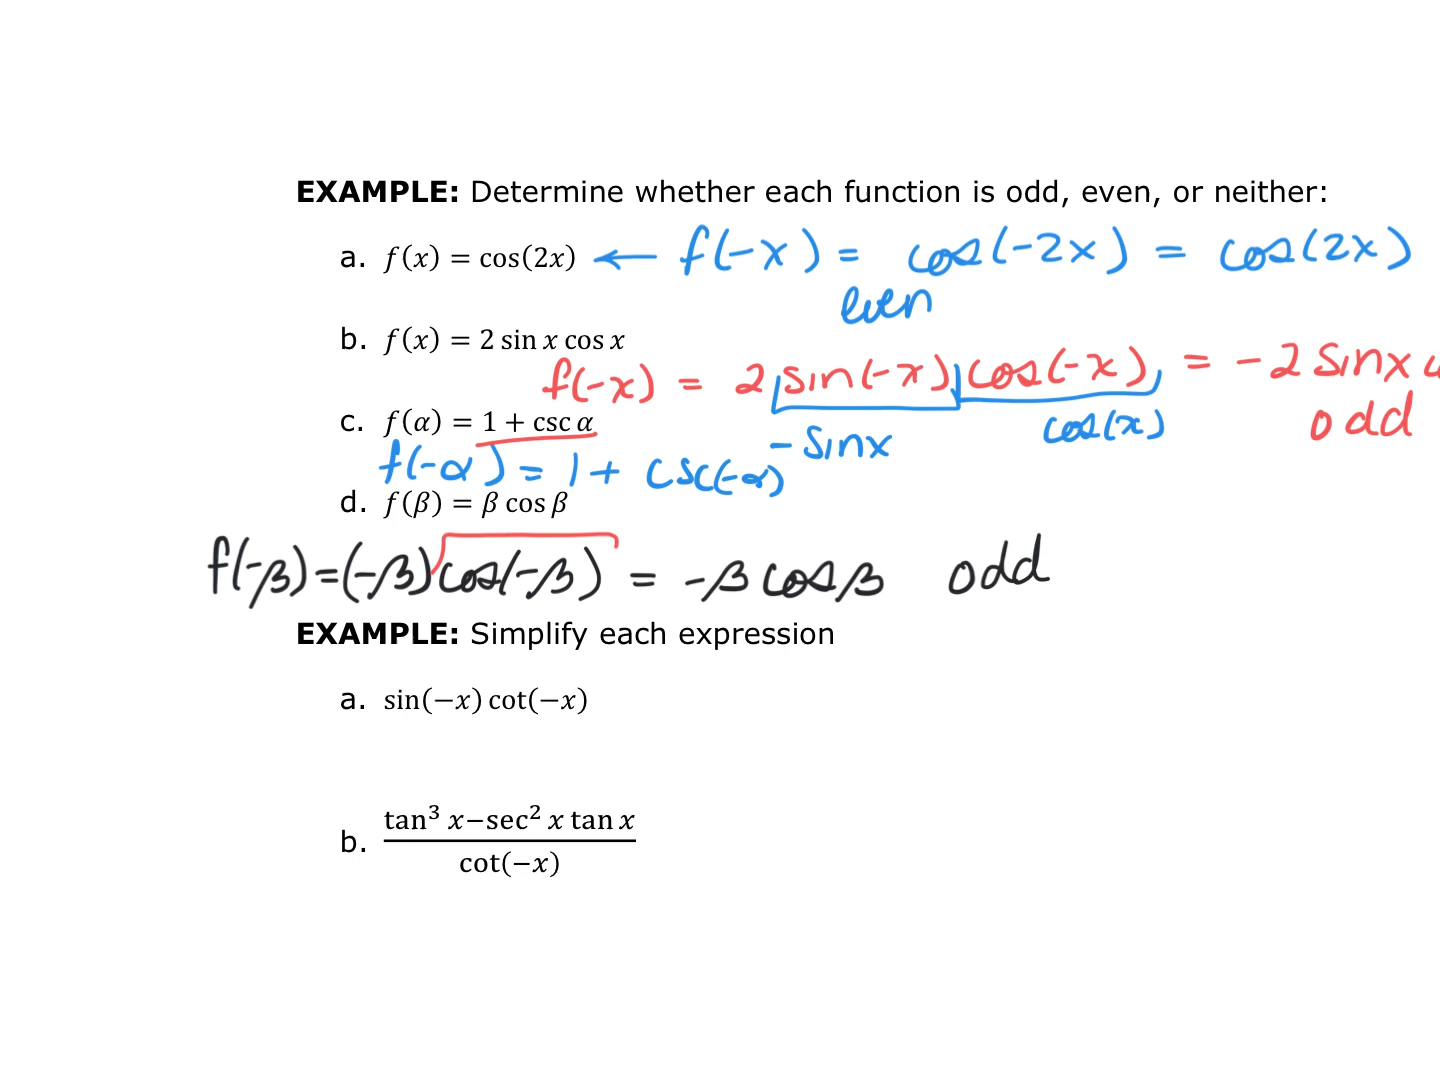 EXAMPLE: Determine whether each function is odd, even, or neither:
a. f(x) = cos(2x) ← f(-x) = cos(-2x) = cos(2x)
even
b. f(x) = 2 sin x cos x
f(-x) = 2 sin(-x) cos(-x) = -2 sinx
c. f(α) = 1 + csc α
-sinx cos(x) odd
f(-α) = 1 + csc(-α)
d. f(β) = β cos β
f(-β) = (-β) cos(-β) = -β cos β odd
EXAMPLE: Simplify each expression
a. sin(−x) cot(−x)
b. tan³ x−sec² x tan x
cot(−x)